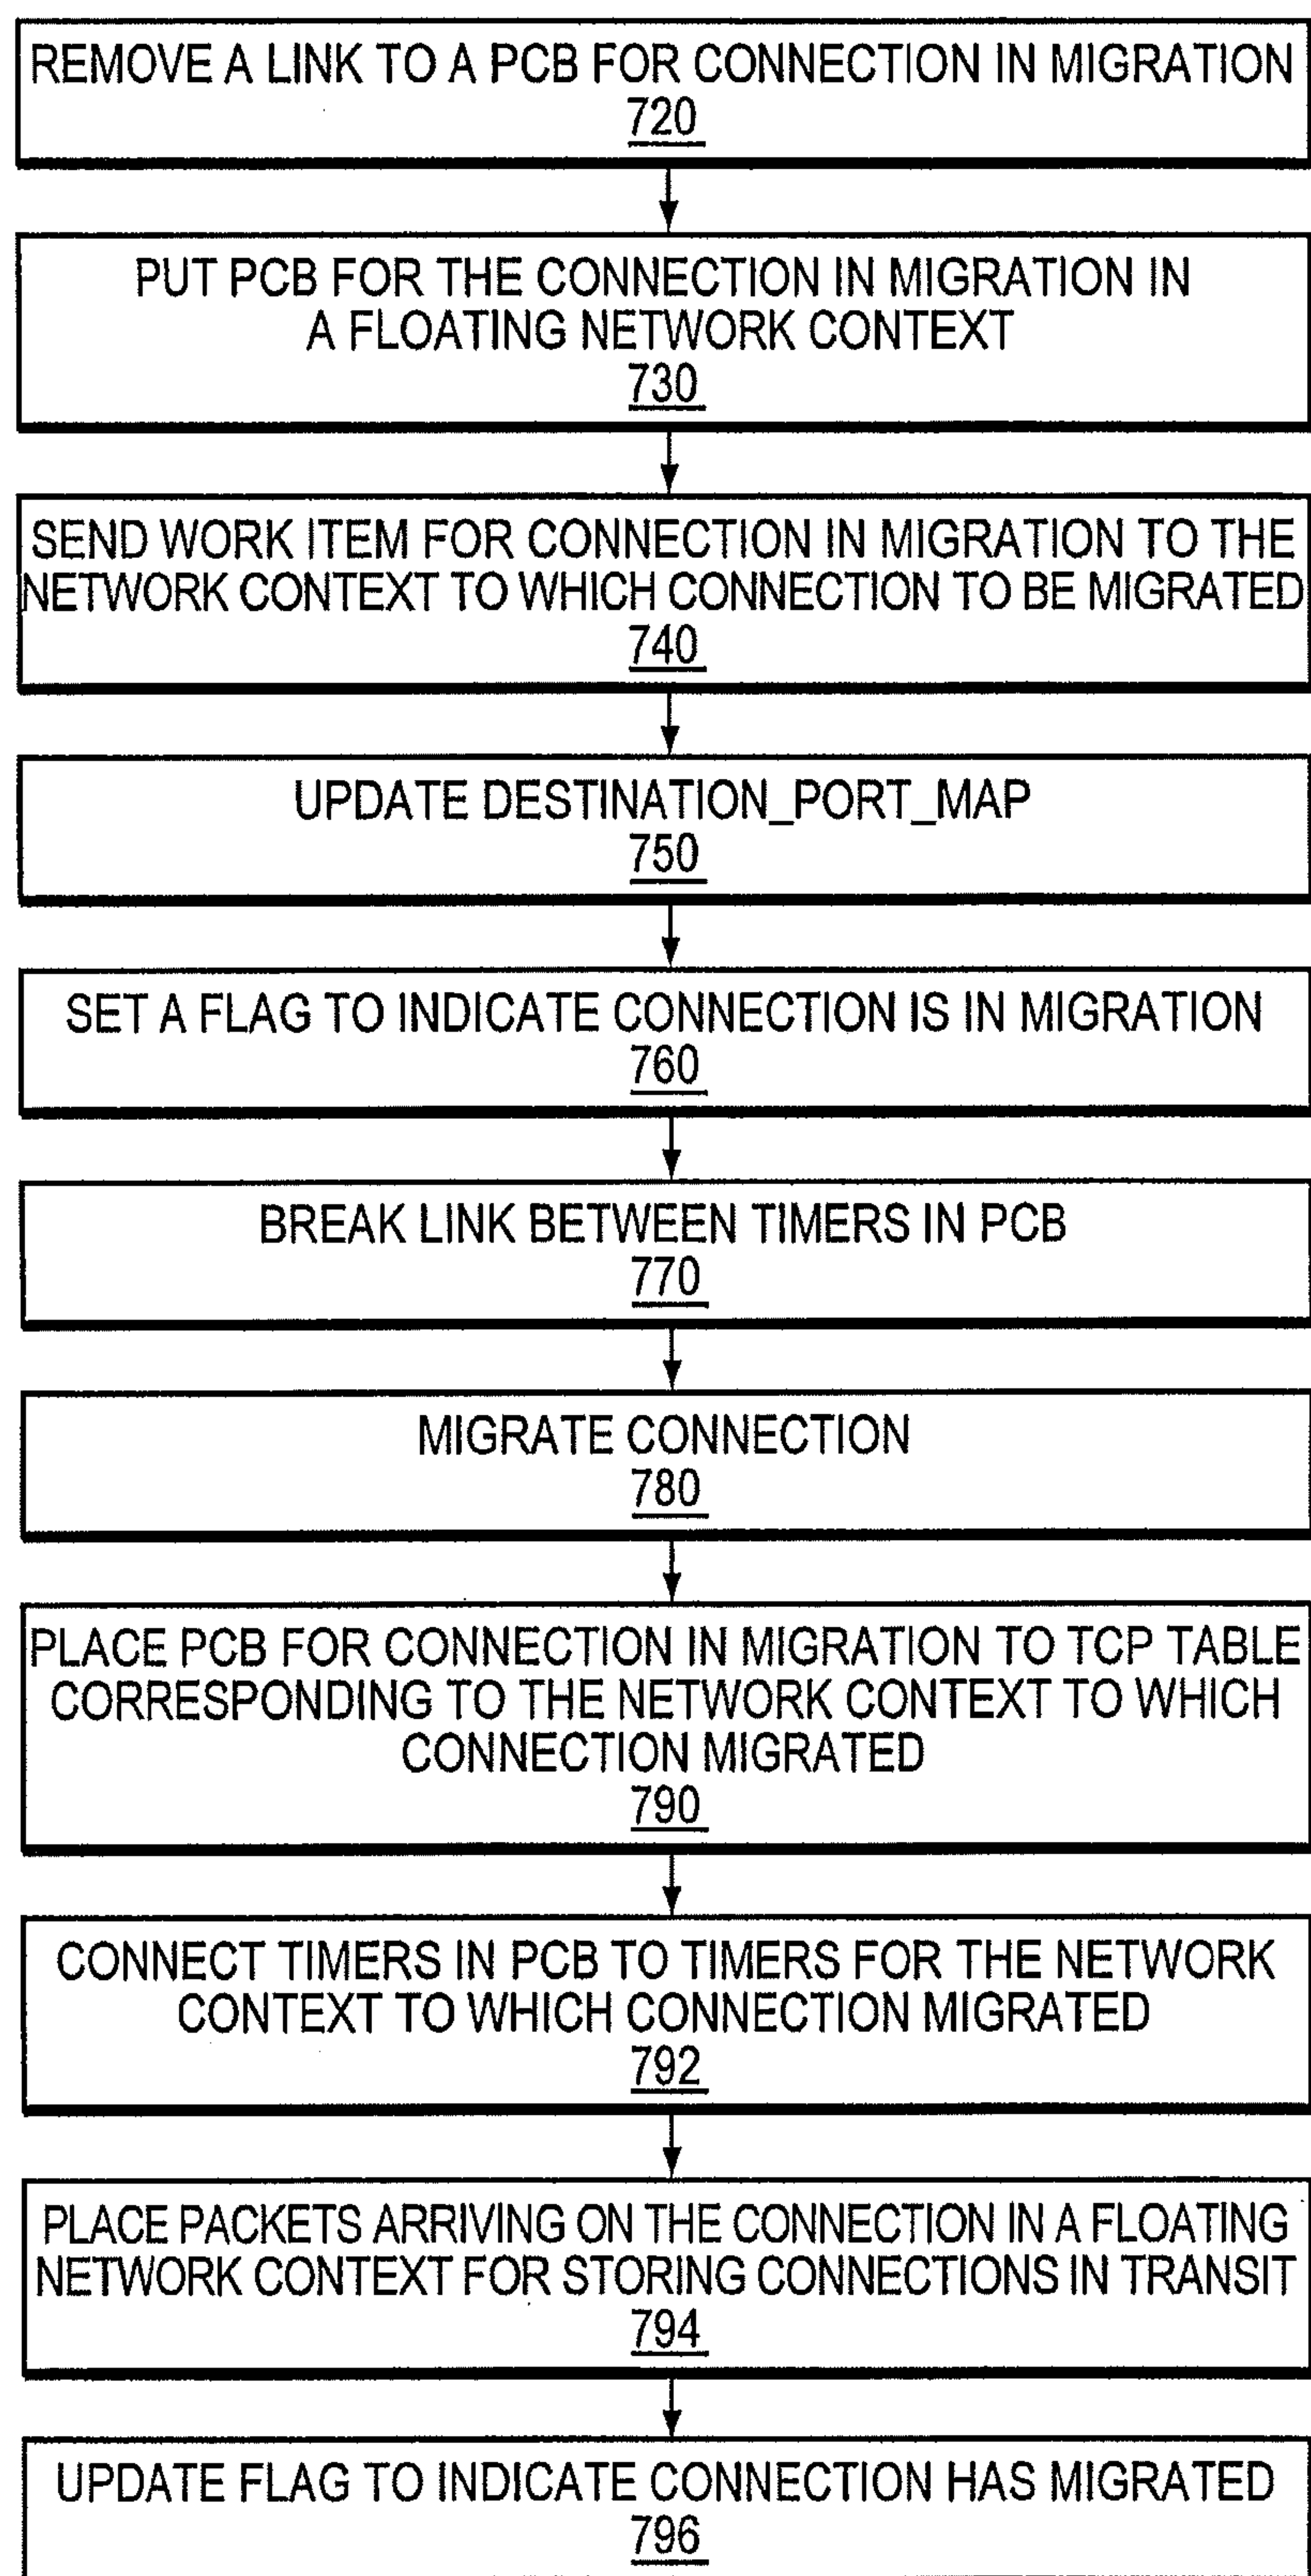 REMOVE A LINK TO A PCB FOR CONNECTION IN MIGRATION
720
PUT PCB FOR THE CONNECTION IN MIGRATION IN
A FLOATING NETWORK CONTEXT
730
SEND WORK ITEM FOR CONNECTION IN MIGRATION TO THE
NETWORK CONTEXT TO WHICH CONNECTION TO BE MIGRATED
740
UPDATE DESTINATION_PORT_MAP
750
SET A FLAG TO INDICATE CONNECTION IS IN MIGRATION
760
BREAK LINK BETWEEN TIMERS IN PCB
770
MIGRATE CONNECTION
780
PLACE PCB FOR CONNECTION IN MIGRATION TO TCP TABLE
CORRESPONDING TO THE NETWORK CONTEXT TO WHICH
CONNECTION MIGRATED
790
CONNECT TIMERS IN PCB TO TIMERS FOR THE NETWORK
CONTEXT TO WHICH CONNECTION MIGRATED
792
PLACE PACKETS ARRIVING ON THE CONNECTION IN A FLOATING
NETWORK CONTEXT FOR STORING CONNECTIONS IN TRANSIT
794
UPDATE FLAG TO INDICATE CONNECTION HAS MIGRATED
796